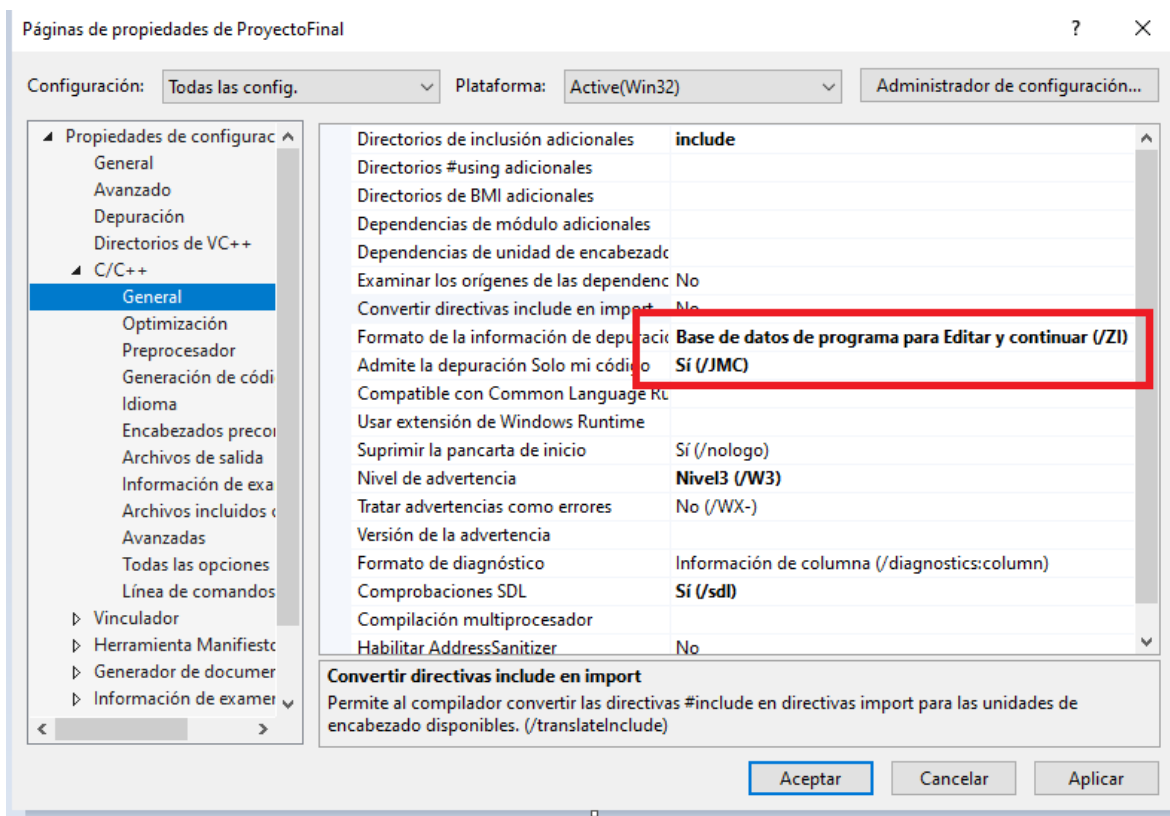 Páginas de propiedades de ProyectoFinal
?
Configuración: Todas las config. Plataforma: Active(Win32) Administrador de configuración...
Propiedades de configurac
General
Avanzado
Depuración
Directorios de VC++
C/C++
General
Optimización
Preprocesador
Generación de códi
Idioma
Encabezados precor
Archivos de salida
Información de exa
Archivos incluidos
Avanzadas
Todas las opciones
Línea de comandos
Vinculador
Herramienta Manifiesto
Generador de documer
Información de examer
Directorios de inclusión adicionales include
Directorios #using adicionales
Directorios de BMI adicionales
Dependencias de módulo adicionales
Dependencias de unidad de encabezado
Examinar los orígenes de las dependenc No
Convertir directivas include en import No
Formato de la información de depuració Base de datos de programa para Editar y continuar (/ZI)
Admite la depuración Solo mi código Sí (/JMC)
Compatible con Common Language Ru
Usar extensión de Windows Runtime
Suprimir la pancarta de inicio Sí (/nologo)
Nivel de advertencia Nivel3 (/W3)
Tratar advertencias como errores No (/WX-)
Versión de la advertencia
Formato de diagnóstico Información de columna (/diagnostics:column)
Comprobaciones SDL Sí (/sdl)
Compilación multiprocesador
Habilitar AddressSanitizer No
Convertir directivas include en import
Permite al compilador convertir las directivas #include en directivas import para las unidades de
encabezado disponibles. (/translateInclude)
Aceptar Cancelar Aplicar